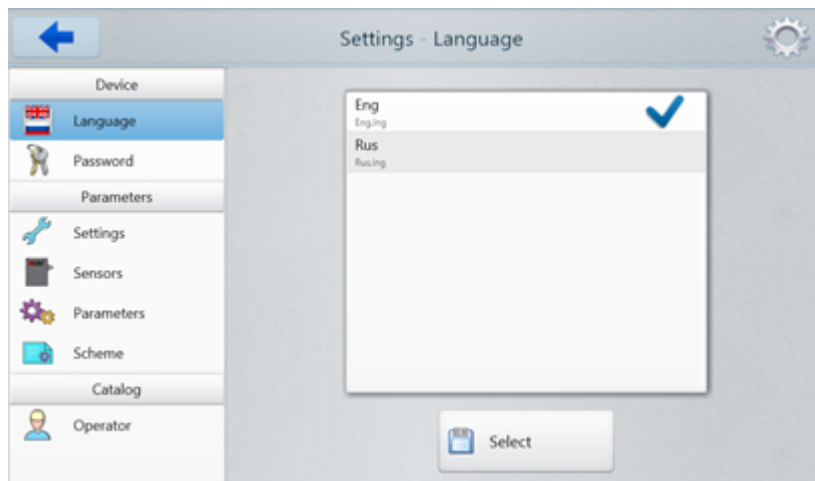 Settings - Language
Device
Language
Password
Parameters
Settings
Sensors
Parameters
Scheme
Catalog
Operator
Eng
Eng.lng
Rus
Rus.lng
Select